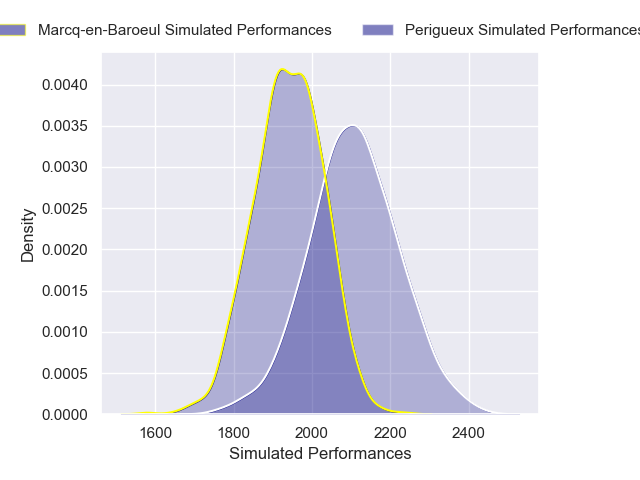 Marcq-en-Baroeul Simulated Performances Perigueux Simulated Performances
0.0040
0.0035
0.0030
0.0025
0.0020
0.0015
0.0010
0.0005
0.0000
Density
1600 1800 2000 2200 2400
Simulated Performances